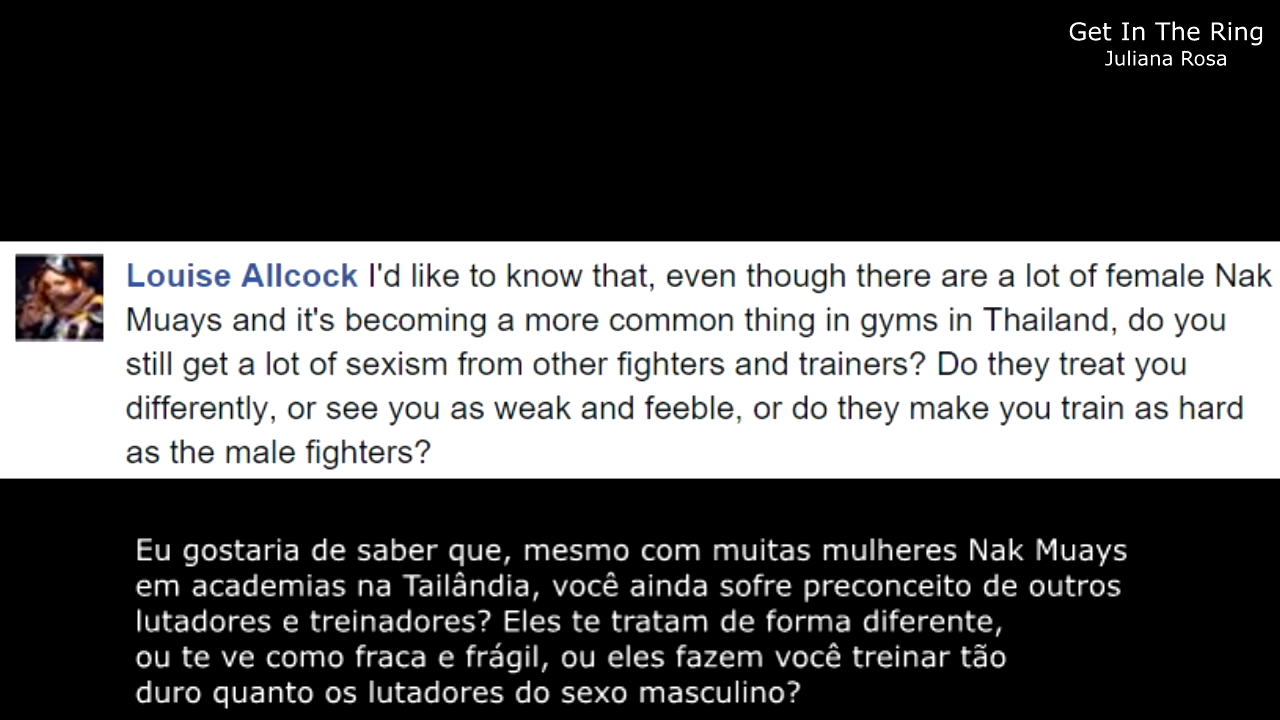 Get In The Ring
Juliana Rosa
Louise Allcock I'd like to know that, even though there are a lot of female Nak
Muays and it's becoming a more common thing in gyms in Thailand, do you
still get a lot of sexism from other fighters and trainers? Do they treat you
differently, or see you as weak and feeble, or do they make you train as hard
as the male fighters?
Eu gostaria de saber que, mesmo com muitas mulheres Nak Muays
em academias na Tailândia, você ainda sofre preconceito de outros
lutadores e treinadores? Eles te tratam de forma diferente,
ou te ve como fraca e frágil, ou eles fazem você treinar tão
duro quanto os lutadores do sexo masculino?